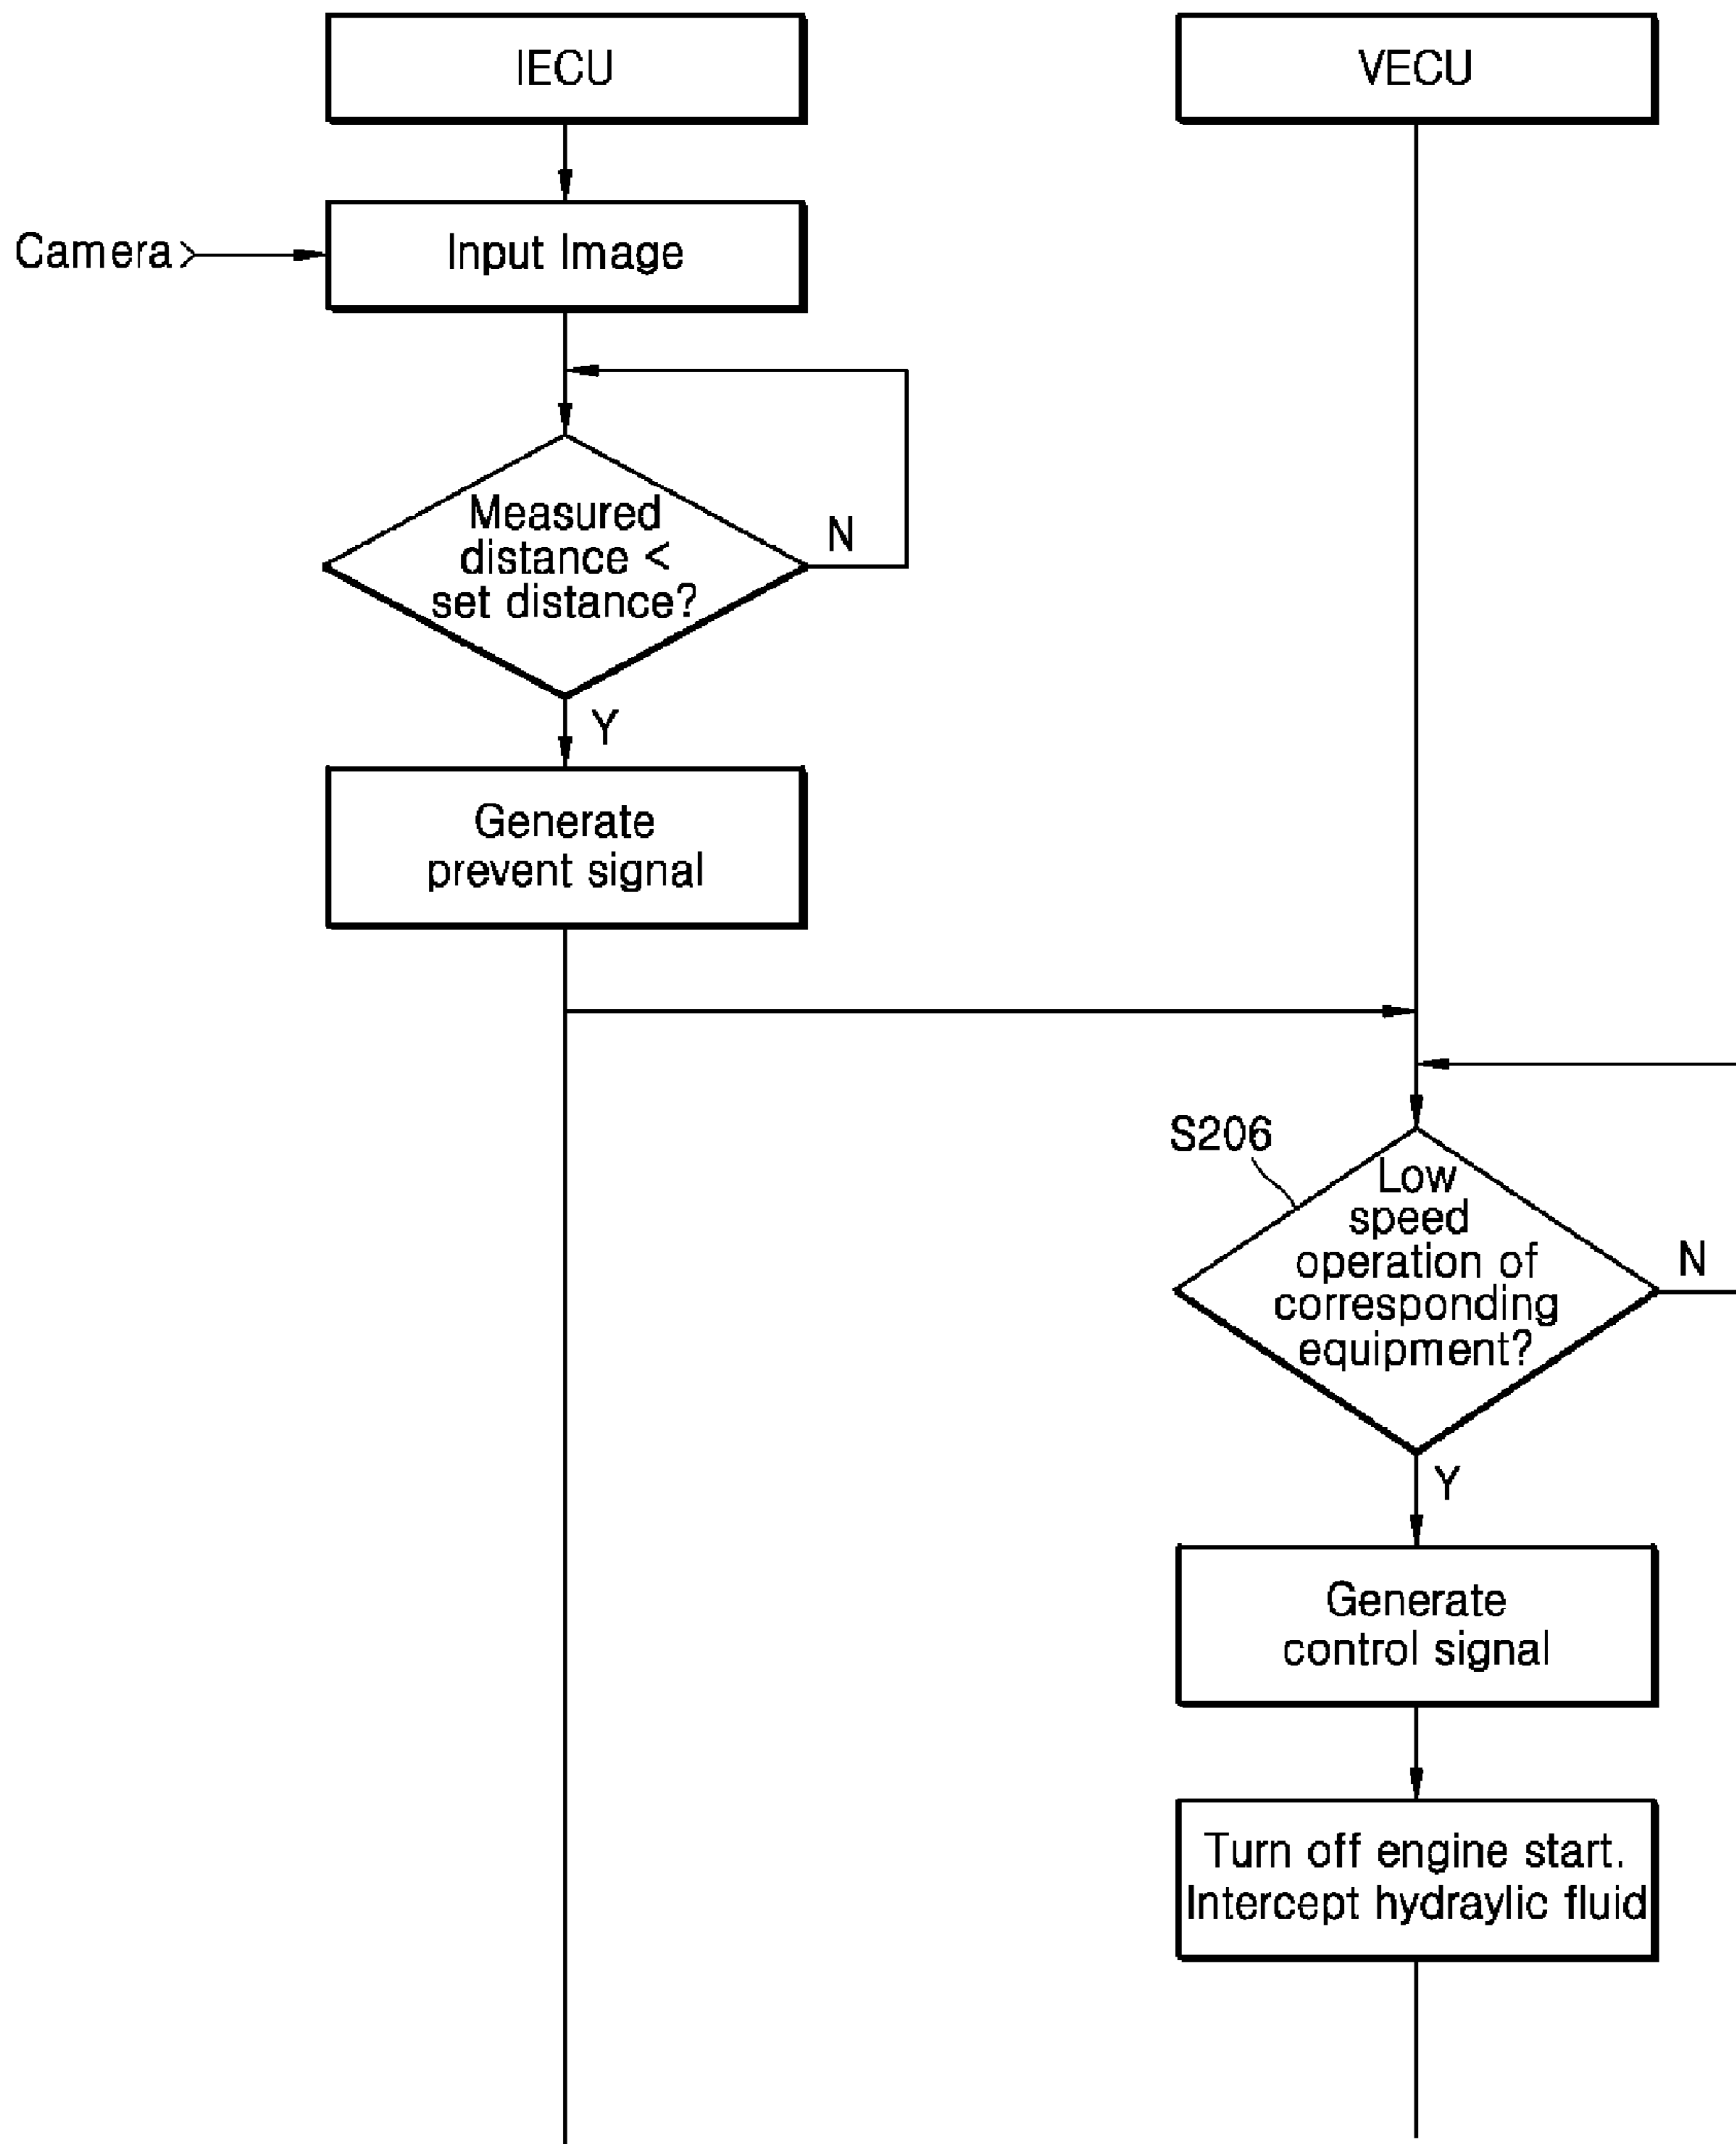 IECU
VECU
Camera
Input Image
Measured
distance <
set distance?
N
Y
Generate
prevent signal
S206
Low
speed
operation of
corresponding
equipment?
N
Y
Generate
control signal
Turn off engine start.
Intercept hydraylic fluid